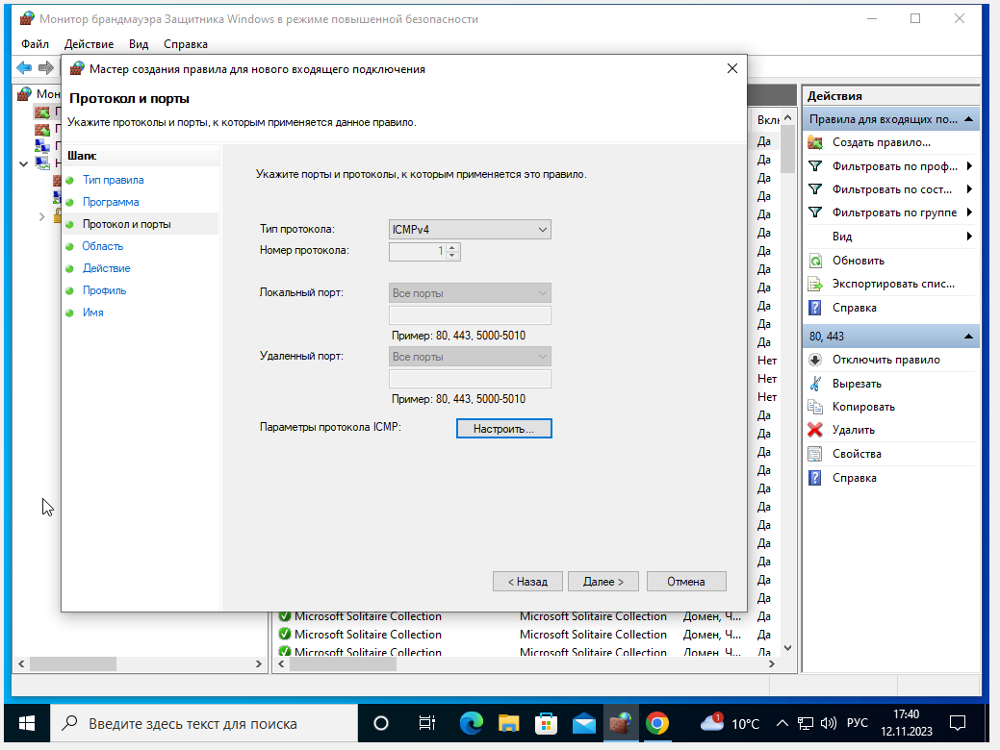 Монитор брандмауэра Защитника Windows в режиме повышенной безопасности
Файл Действие Вид Справка
Мастер создания правила для нового входящего подключения
Протокол и порты
Укажите протоколы и порты, к которым применяется данное правило.
Шаги:
Тип правила
Программа
Протокол и порты
Область
Действие
Профиль
Имя
Укажите порты и протоколы, к которым применяется это правило.
Тип протокола: ICMPv4
Номер протокола: 1
Локальный порт: Все порты
Пример: 80, 443, 5000-5010
Удаленный порт: Все порты
Пример: 80, 443, 5000-5010
Параметры протокола ICMP: Настроить...
< Назад Далее > Отмена
Да
Да
Да
Да
Да
Да
Да
Да
Да
Да
Да
Да
Нет
Нет
Нет
Да
Да
Да
Да
Да
Да
Да
Да
Да
Да
Да
Microsoft Solitaire Collection Microsoft Solitaire Collection Домен, Ч... Да
Microsoft Solitaire Collection Microsoft Solitaire Collection Домен, Ч... Да
Microsoft Solitaire Collection Microsoft Solitaire Collection Домен, Ч... Да
Действия
Правила для входящих по...
Создать правило...
Фильтровать по проф...
Фильтровать по сост...
Фильтровать по группе
Вид
Обновить
Экспортировать спис...
Справка
80, 443
Отключить правило
Вырезать
Копировать
Удалить
Свойства
Справка
Введите здесь текст для поиска
1
10°C
РУС
17:40
12.11.2023